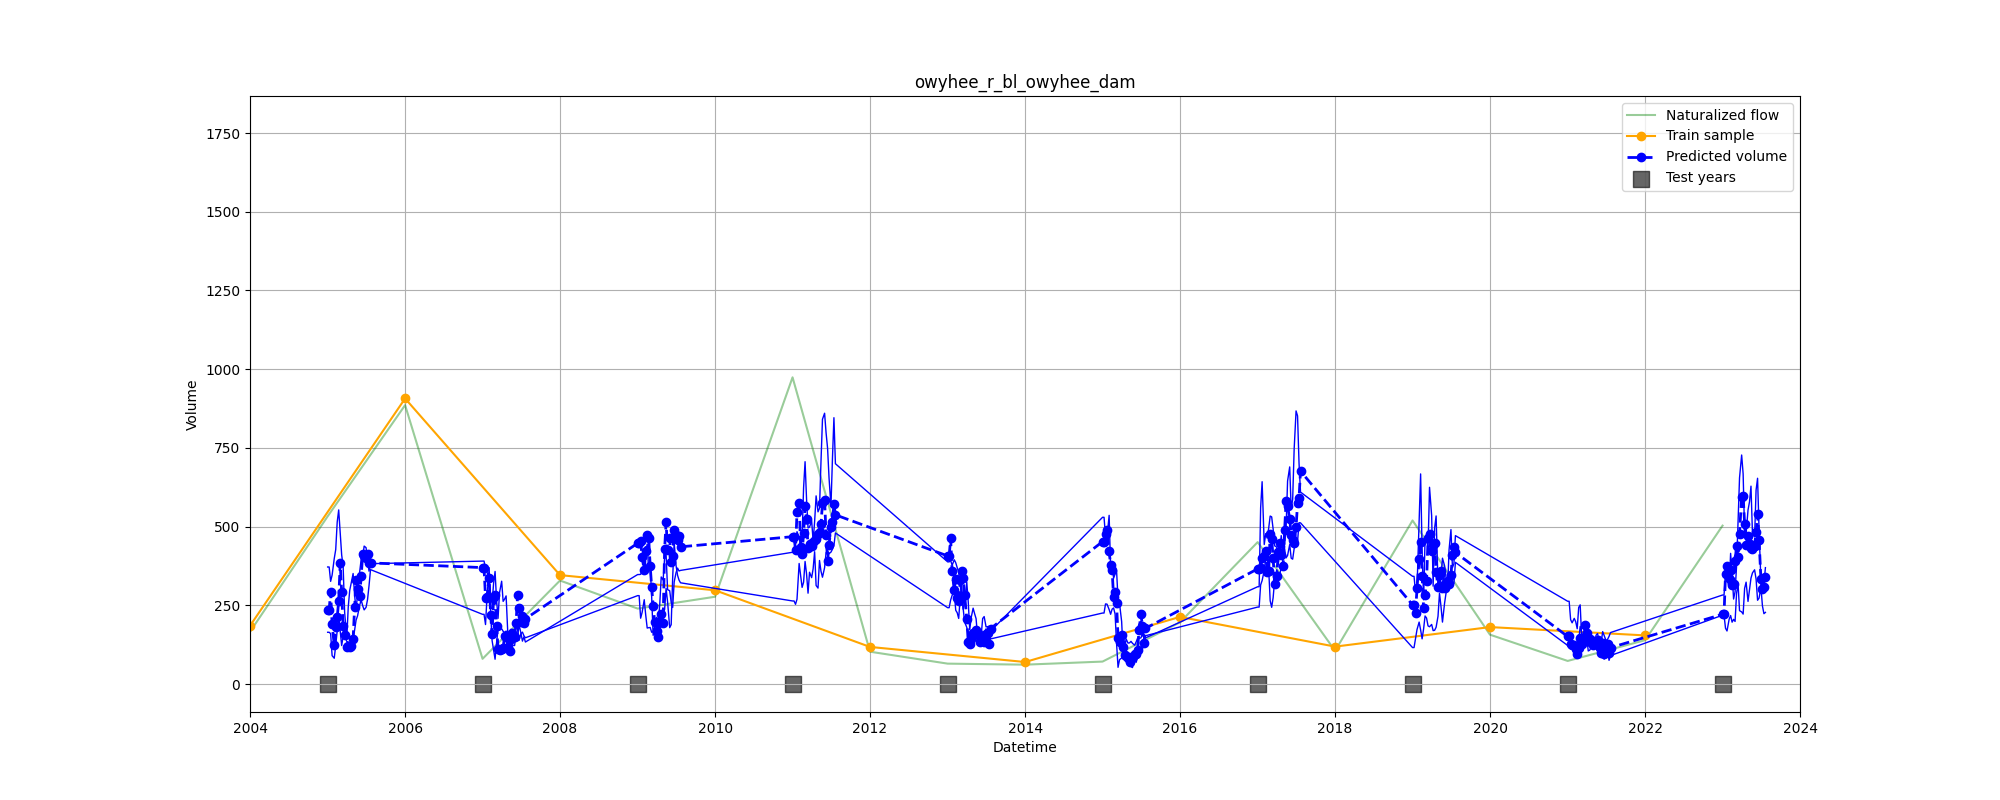 owyhee_r_bl_owyhee_dam
Naturalized flow
Train sample
Predicted volume
Test years
Volume
1750
1500
1250
1000
750
500
250
0
2004 2006 2008 2010 2012 2014 2016 2018 2020 2022 2024
Datetime